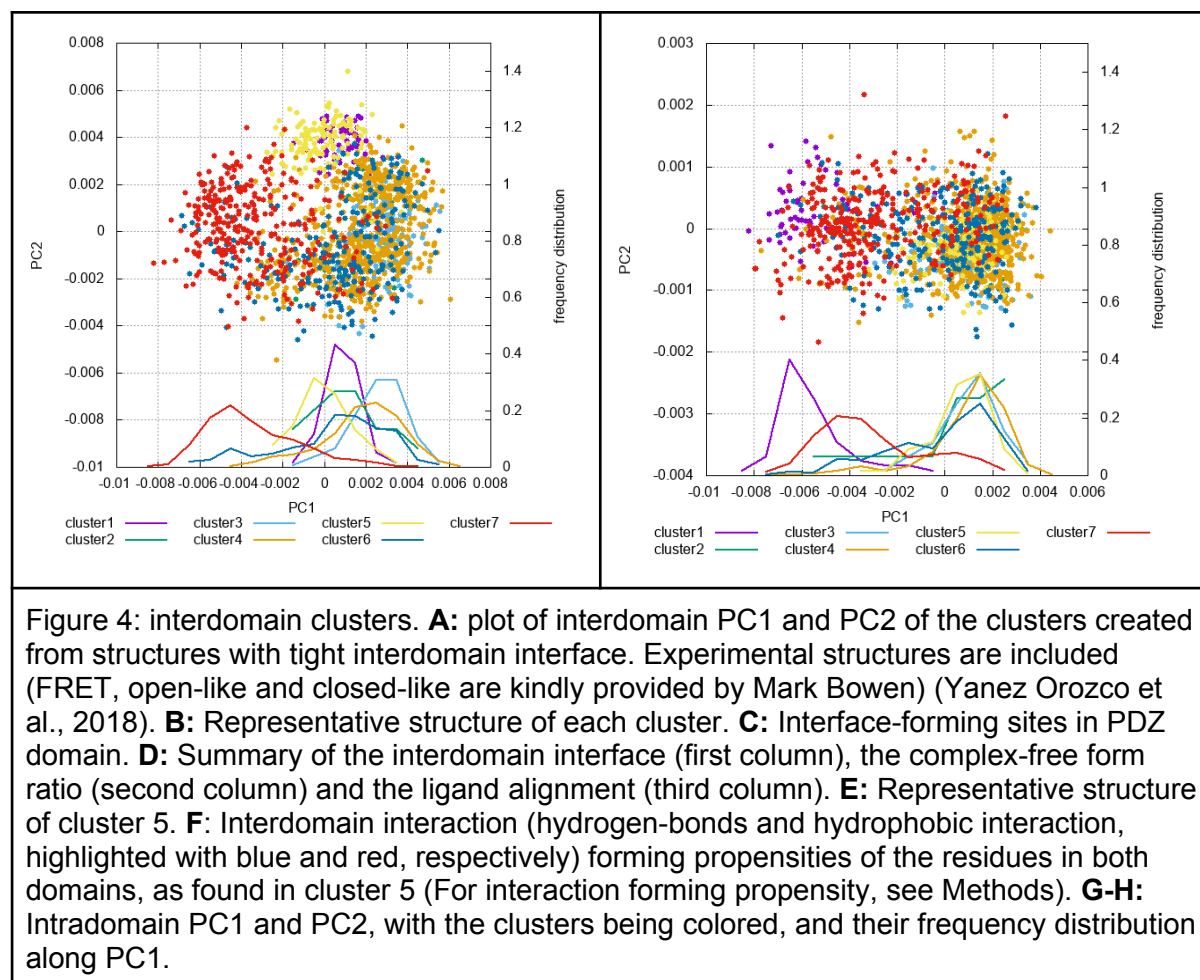 0.008
0.006
0.004
0.002
0
-0.002
-0.004
-0.006
-0.008
-0.01
PC2
1.4
1.2
1
0.8
0.6
0.4
0.2
0
frequency distribution
-0.01 -0.008 -0.006 -0.004 -0.002 0 0.002 0.004 0.006 0.008
PC1
cluster1 cluster3 cluster5 cluster7
cluster2 cluster4 cluster6
0.003
0.002
0.001
0
-0.001
-0.002
-0.003
-0.004
PC2
1.4
1.2
1
0.8
0.6
0.4
0.2
0
frequency distribution
-0.01 -0.008 -0.006 -0.004 -0.002 0 0.002 0.004 0.006
PC1
cluster1 cluster3 cluster5 cluster7
cluster2 cluster4 cluster6
Figure 4: interdomain clusters. A: plot of interdomain PC1 and PC2 of the clusters created
from structures with tight interdomain interface. Experimental structures are included
(FRET, open-like and closed-like are kindly provided by Mark Bowen) (Yanez Orozco et
al., 2018). B: Representative structure of each cluster. C: Interface-forming sites in PDZ
domain. D: Summary of the interdomain interface (first column), the complex-free form
ratio (second column) and the ligand alignment (third column). E: Representative structure
of cluster 5. F: Interdomain interaction (hydrogen-bonds and hydrophobic interaction,
highlighted with blue and red, respectively) forming propensities of the residues in both
domains, as found in cluster 5 (For interaction forming propensity, see Methods). G-H:
Intradomain PC1 and PC2, with the clusters being colored, and their frequency distribution
along PC1.